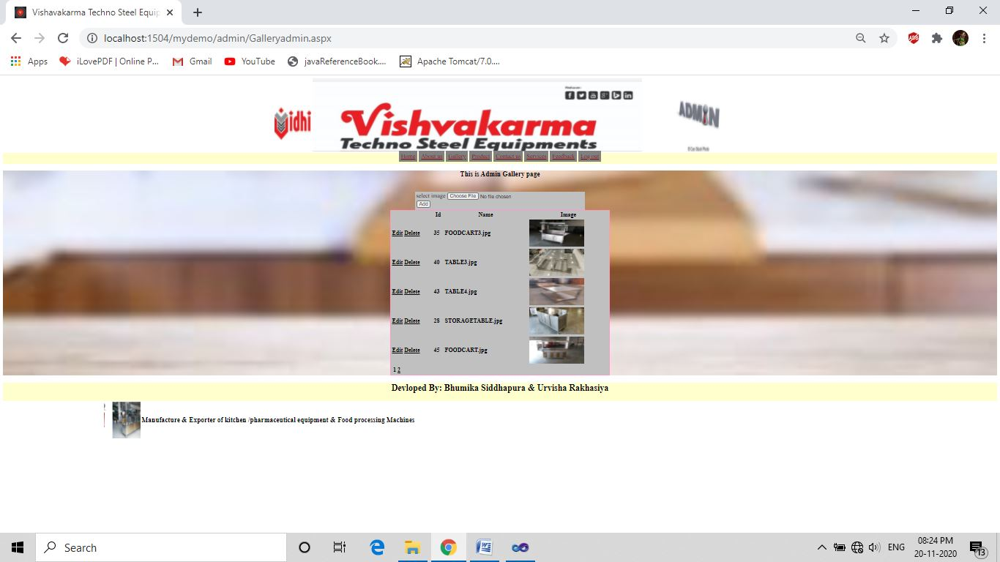 Vishavakarma Techno Steel Equip
localhost:1504/mydemo/admin/Galleryadmin.aspx
ABP
Apps iLovePDF | Online P... Gmail YouTube javaReferenceBook.... Apache Tomcat/7.0....
idhi
Vishvakarma
Techno Steel Equipments
ADMIN
Home About us Gallery Product Contact us Services Feedback Log out
This is Admin Gallery page
select image Choose File No file chosen
Add
Id Name Image
Edit Delete 35 FOODCART3.jpg
Edit Delete 40 TABLE3.jpg
Edit Delete 43 TABLE4.jpg
Edit Delete 28 STORAGETABLE.jpg
Edit Delete 45 FOODCART.jpg
1 2
Devloped By: Bhumika Siddhapura & Urvisha Rakhasiya
Manufacture & Exporter of kitchen /pharmaceutical equipment & Food processing Machines
Search
ENG
08:24 PM
20-11-2020
13